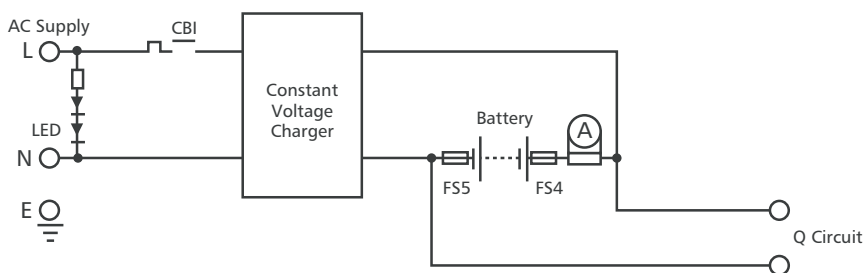 AC Supply
L
CBI
Constant
Voltage
Charger
Battery
A
LED
N
FS5
FS4
E
Q Circuit